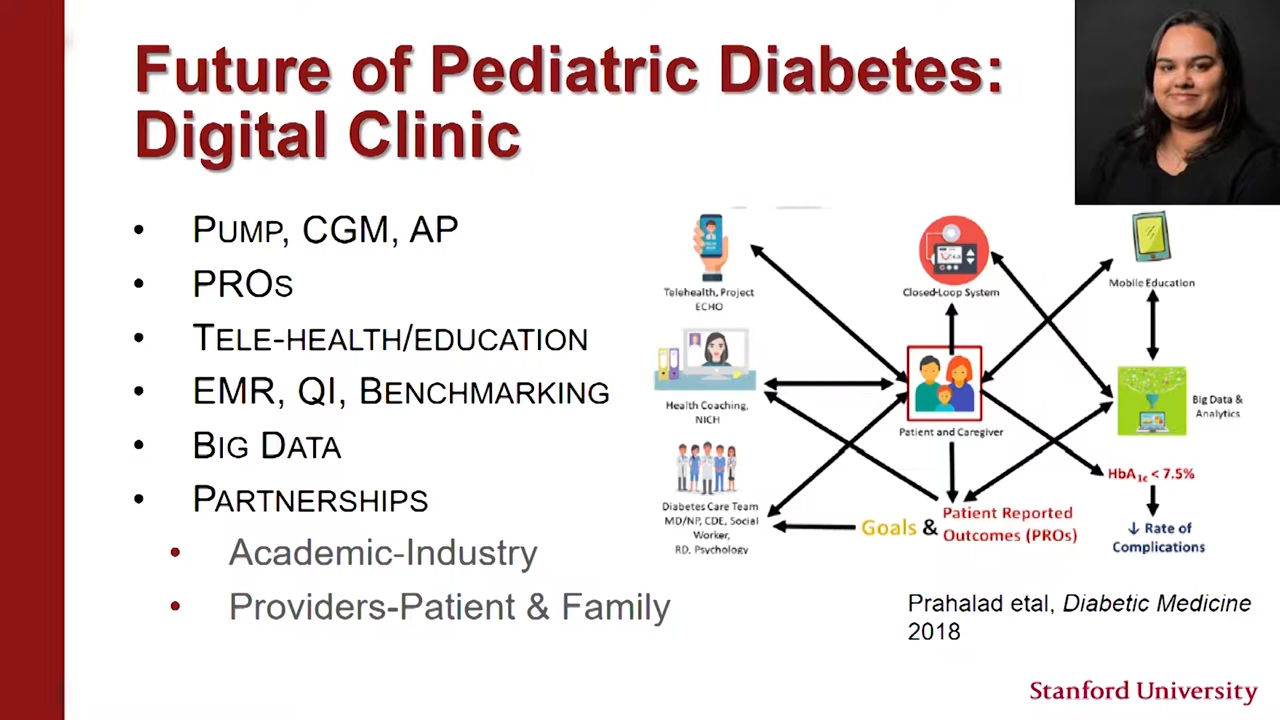 Future of Pediatric Diabetes:
Digital Clinic
• PUMP, CGM, AP
• PROS
• TELE-HEALTH/EDUCATION
• EMR, QI, BENCHMARKING
• BIG DATA
• PARTNERSHIPS
• Academic-Industry
• Providers-Patient & Family
Telehealth, Project
ECHO
Closed-Loop System
Mobile Education
Health Coaching,
NICH
Patient and Caregiver
Big Data &
Analytics
Diabetes Care Team
MD/NP, CDE, Social
Worker,
RD, Psychology
Goals & Patient Reported
Outcomes (PROs)
HbA1c < 7.5%
↓ Rate of
Complications
Prahalad etal, Diabetic Medicine
2018
Stanford University